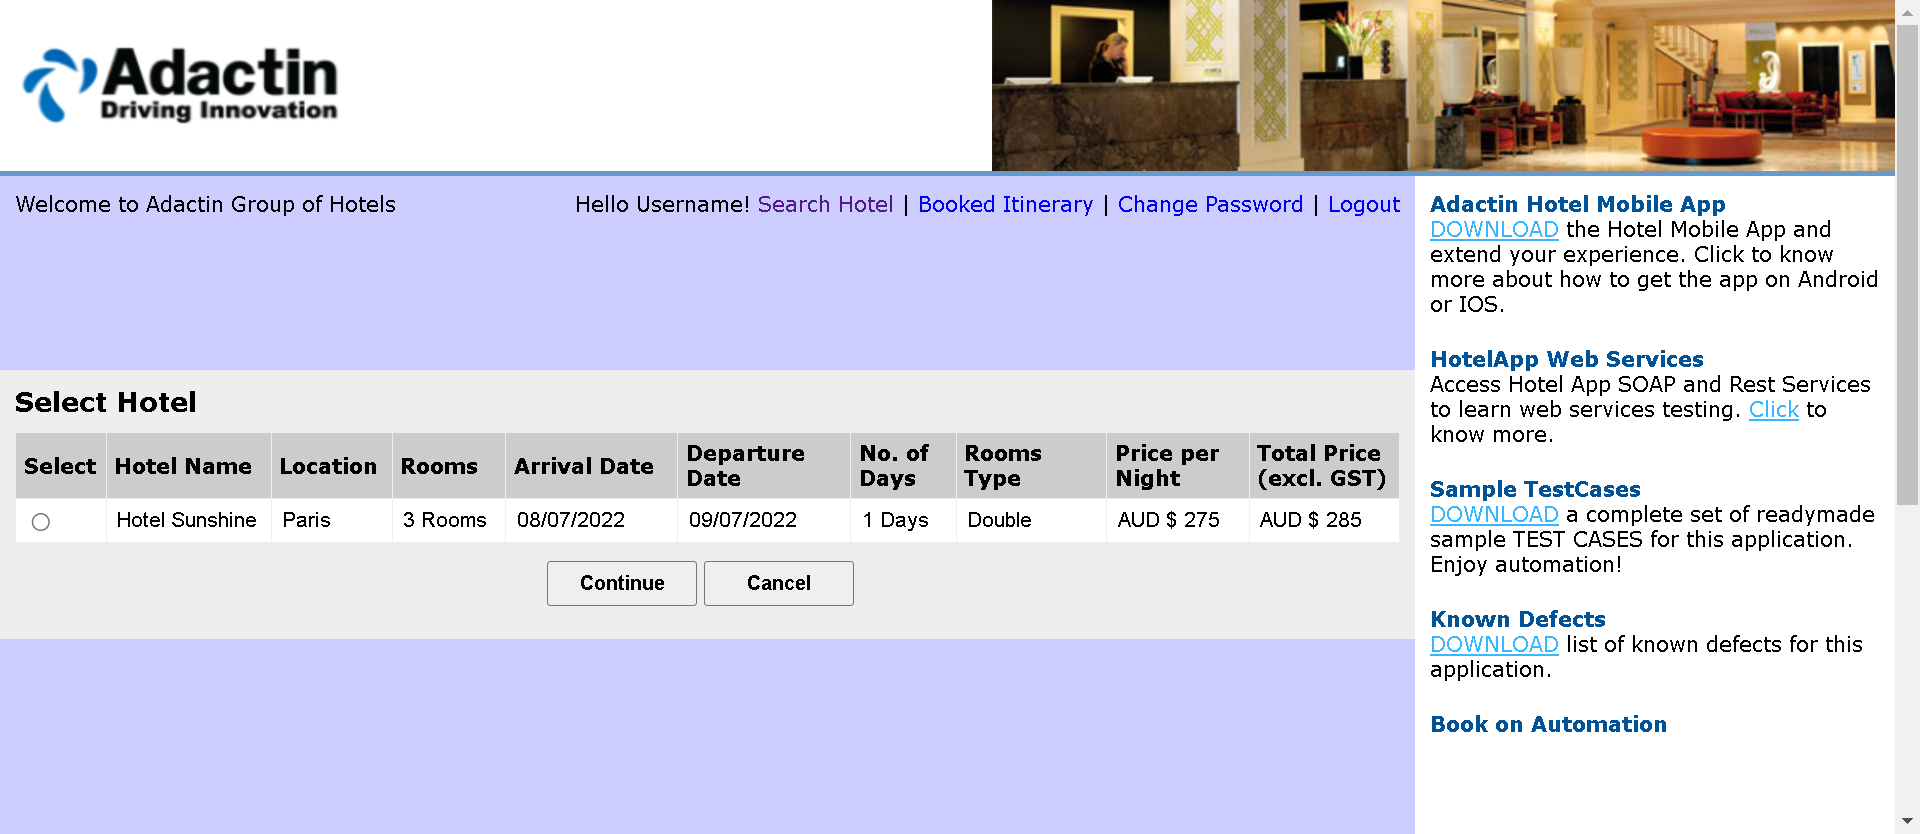 Adactin
Driving Innovation
Welcome to Adactin Group of Hotels
Hello Username! Search Hotel | Booked Itinerary | Change Password | Logout
Select Hotel
Select Hotel Name Location Rooms Arrival Date Departure Date No. of Days Rooms Type Price per Night Total Price (excl. GST)
Hotel Sunshine Paris 3 Rooms 08/07/2022 09/07/2022 1 Days Double AUD $ 275 AUD $ 285
Continue Cancel
Adactin Hotel Mobile App
DOWNLOAD the Hotel Mobile App and
extend your experience. Click to know
more about how to get the app on Android
or IOS.
HotelApp Web Services
Access Hotel App SOAP and Rest Services
to learn web services testing. Click to
know more.
Sample TestCases
DOWNLOAD a complete set of readymade
sample TEST CASES for this application.
Enjoy automation!
Known Defects
DOWNLOAD list of known defects for this
application.
Book on Automation